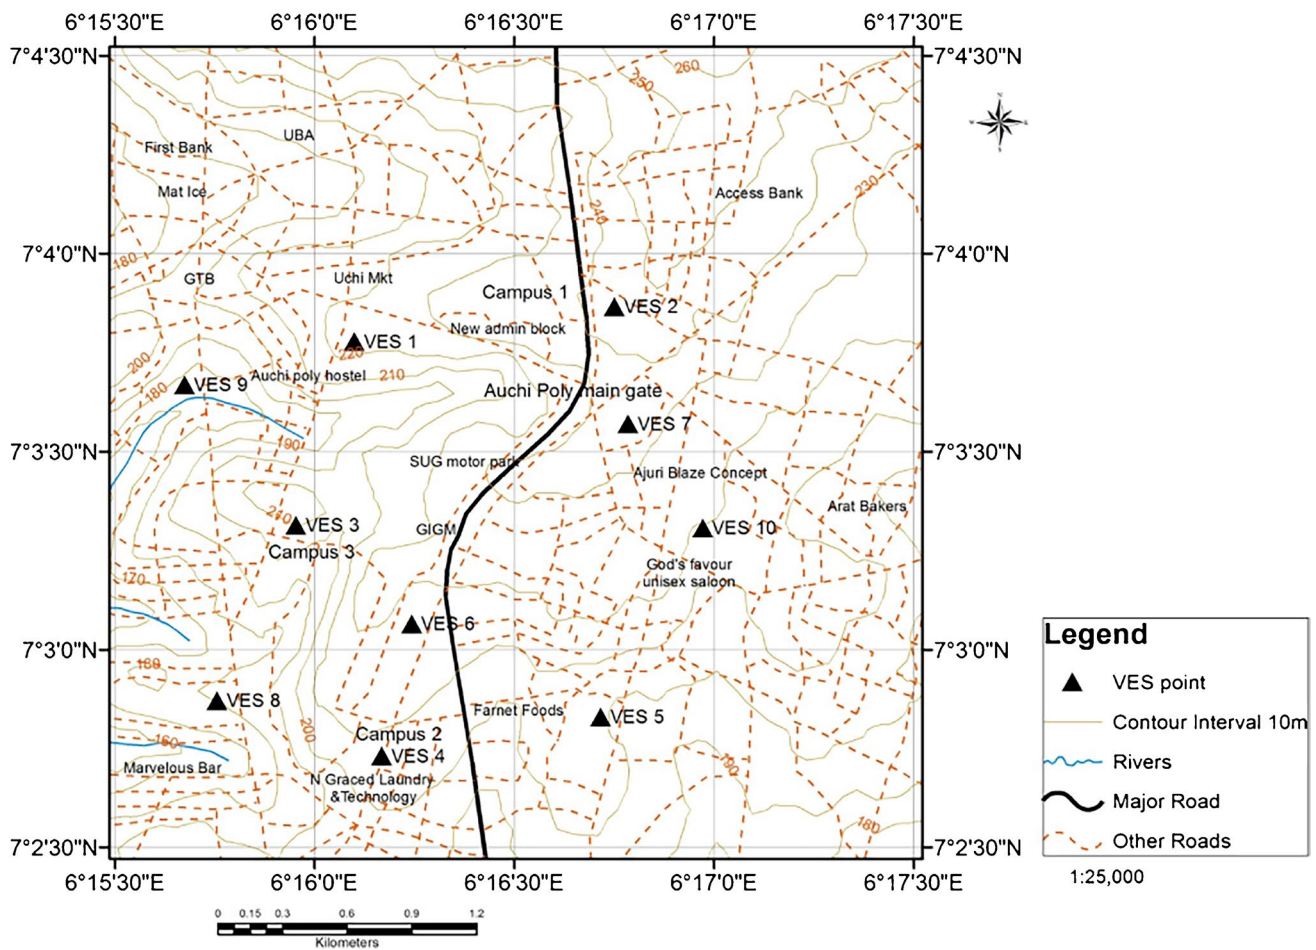 6°15'30"E 6°16'0"E 6°16'30"E 6°17'0"E 6°17'30"E
7°4'30"N 7°4'30"N
260
250
UBA
First Bank
Mat Ice
Access Bank
230
240
7°4'0"N 7°4'0"N
180
GTB
Uchi Mkt
Campus 1
VES 2
New admin block
VES 1
220
200
Auchi poly hostel
210
VES 9
180
Auchi Poly main gate
VES 7
190
7°3'30"N 7°3'30"N
SUG motor park
Ajuri Blaze Concept
Arat Bakers
210
VES 3
GIGM
VES 10
Campus 3
God's favour
unisex saloon
170
VES 6
7°3'0"N 7°3'0"N
180
VES 8
Farnet Foods
VES 5
200
Campus 2
160
VES 4
190
Marvelous Bar
N Graced Laundry
&Technology
180
7°2'30"N 7°2'30"N
6°15'30"E 6°16'0"E 6°16'30"E 6°17'0"E 6°17'30"E
Legend
VES point
Contour Interval 10m
Rivers
Major Road
Other Roads
1:25,000
0 0.15 0.3 0.6 0.9 1.2
Kilometers